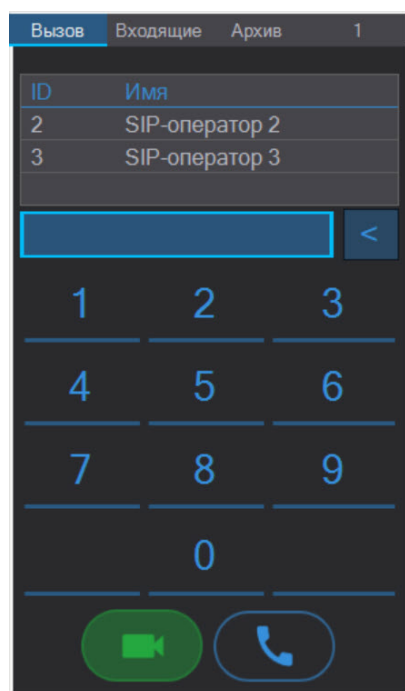 Вызов Входящие Архив 1
ID Имя
2 SIP-оператор 2
3 SIP-оператор 3
<
1 2 3
4 5 6
7 8 9
0